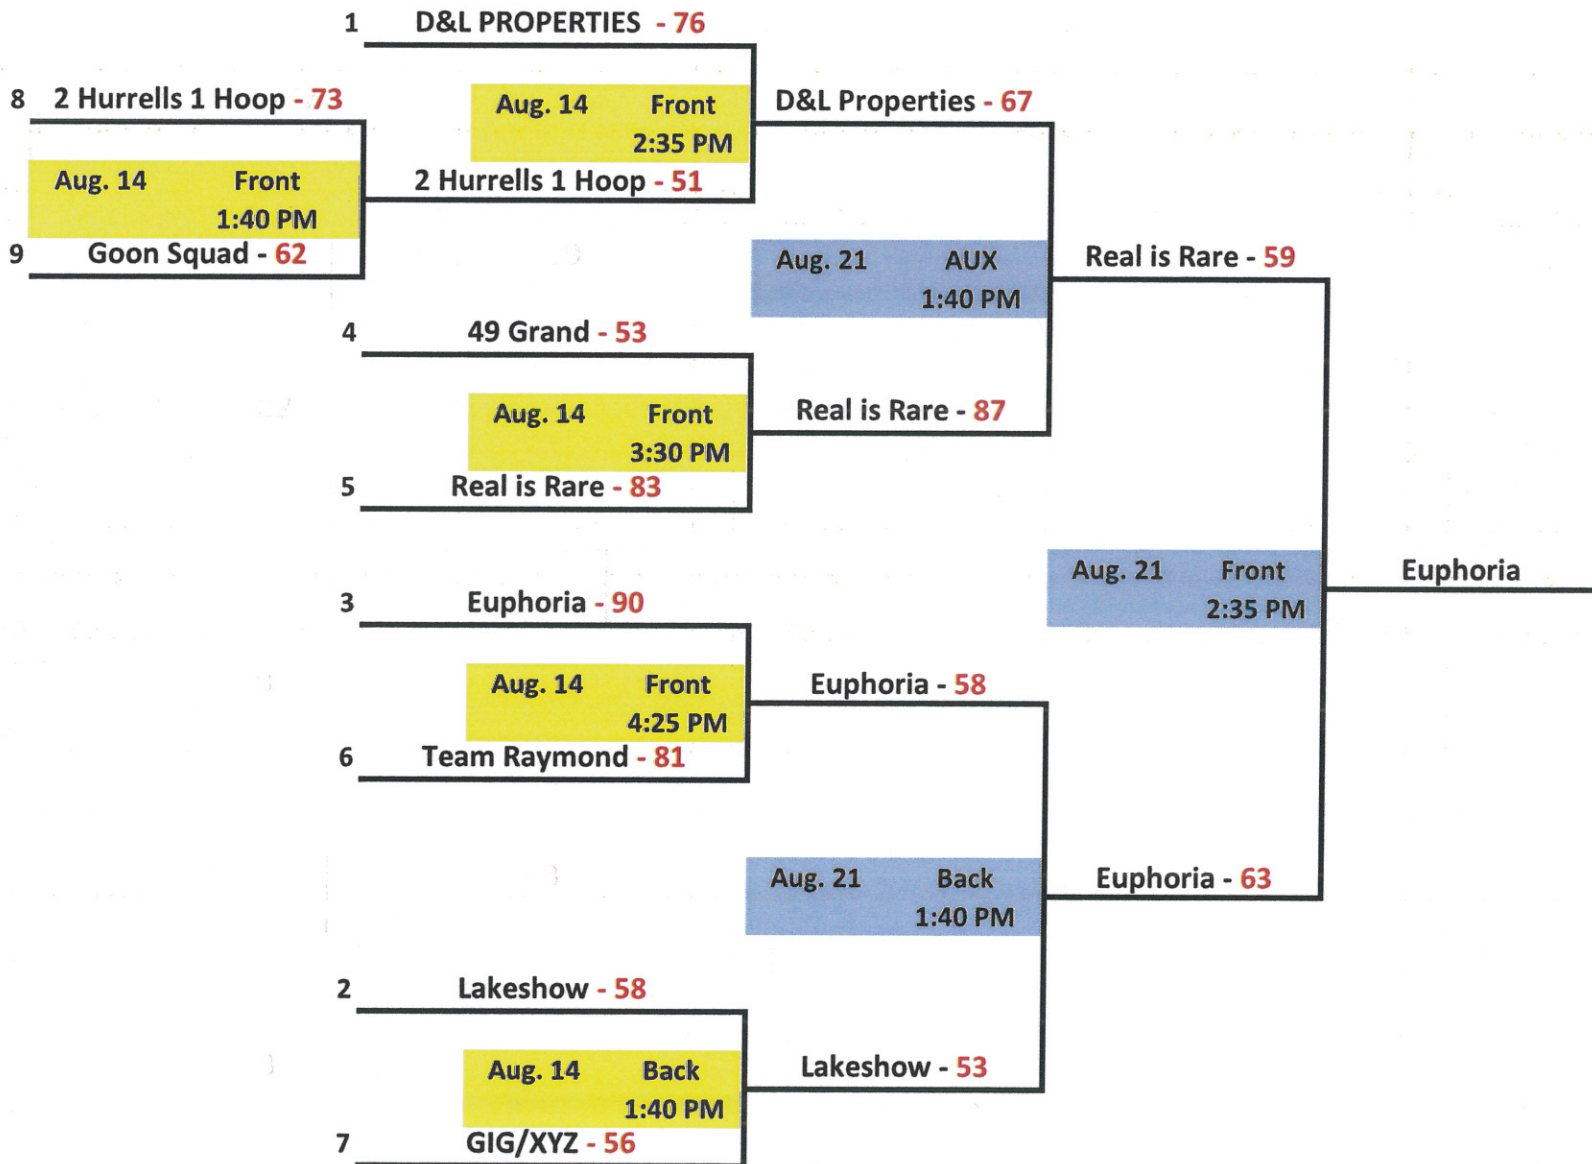 1 D&L PROPERTIES - 76
8 2 Hurrells 1 Hoop - 73
Aug. 14 Front
2:35 PM
D&L Properties - 67
Aug. 14 Front
1:40 PM
2 Hurrells 1 Hoop - 51
9 Goon Squad - 62
Aug. 21 AUX
1:40 PM
Real is Rare - 59
4 49 Grand - 53
Aug. 14 Front
3:30 PM
Real is Rare - 87
5 Real is Rare - 83
Aug. 21 Front
2:35 PM
Euphoria
3 Euphoria - 90
Aug. 14 Front
4:25 PM
Euphoria - 58
6 Team Raymond - 81
Aug. 21 Back
1:40 PM
Euphoria - 63
2 Lakeshow - 58
Aug. 14 Back
1:40 PM
Lakeshow - 53
7 GIG/XYZ - 56